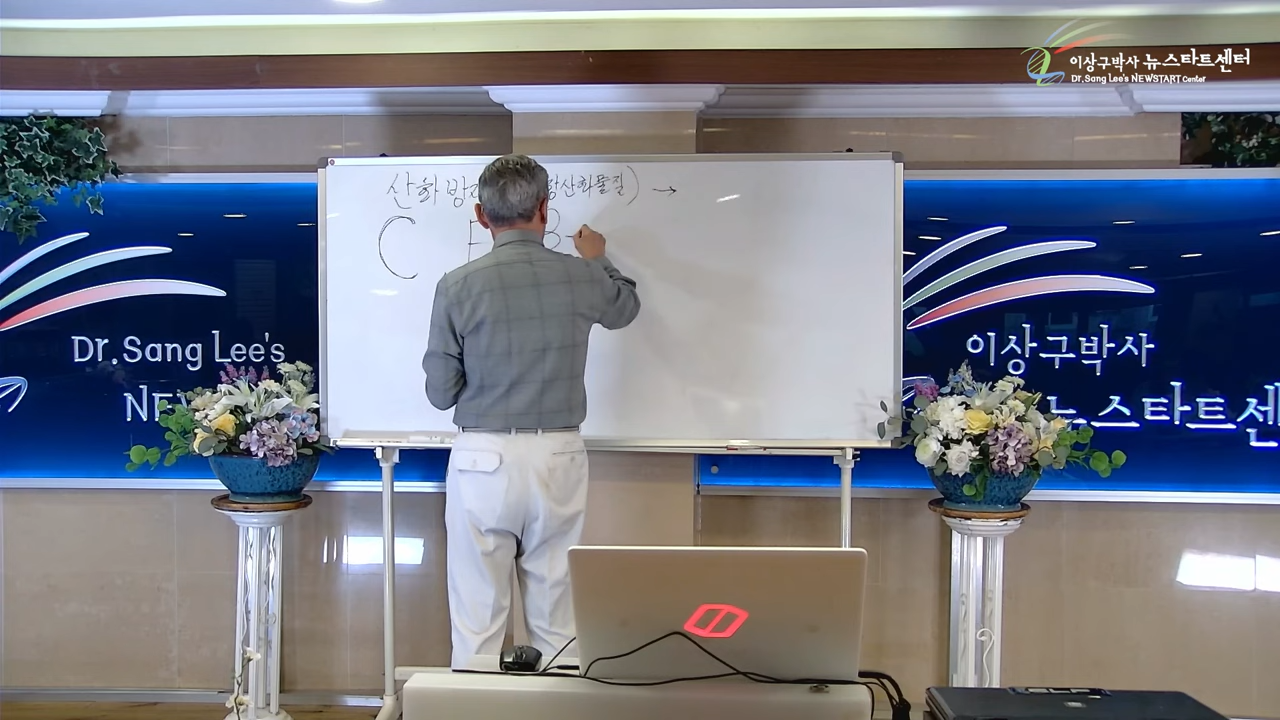 이상구박사 뉴스타트센터
Dr. Sang Lee's NEWSTART Center
산화방 산화물질) →
C B
Dr.Sang Lee's
이상구박사
뉴스타트센